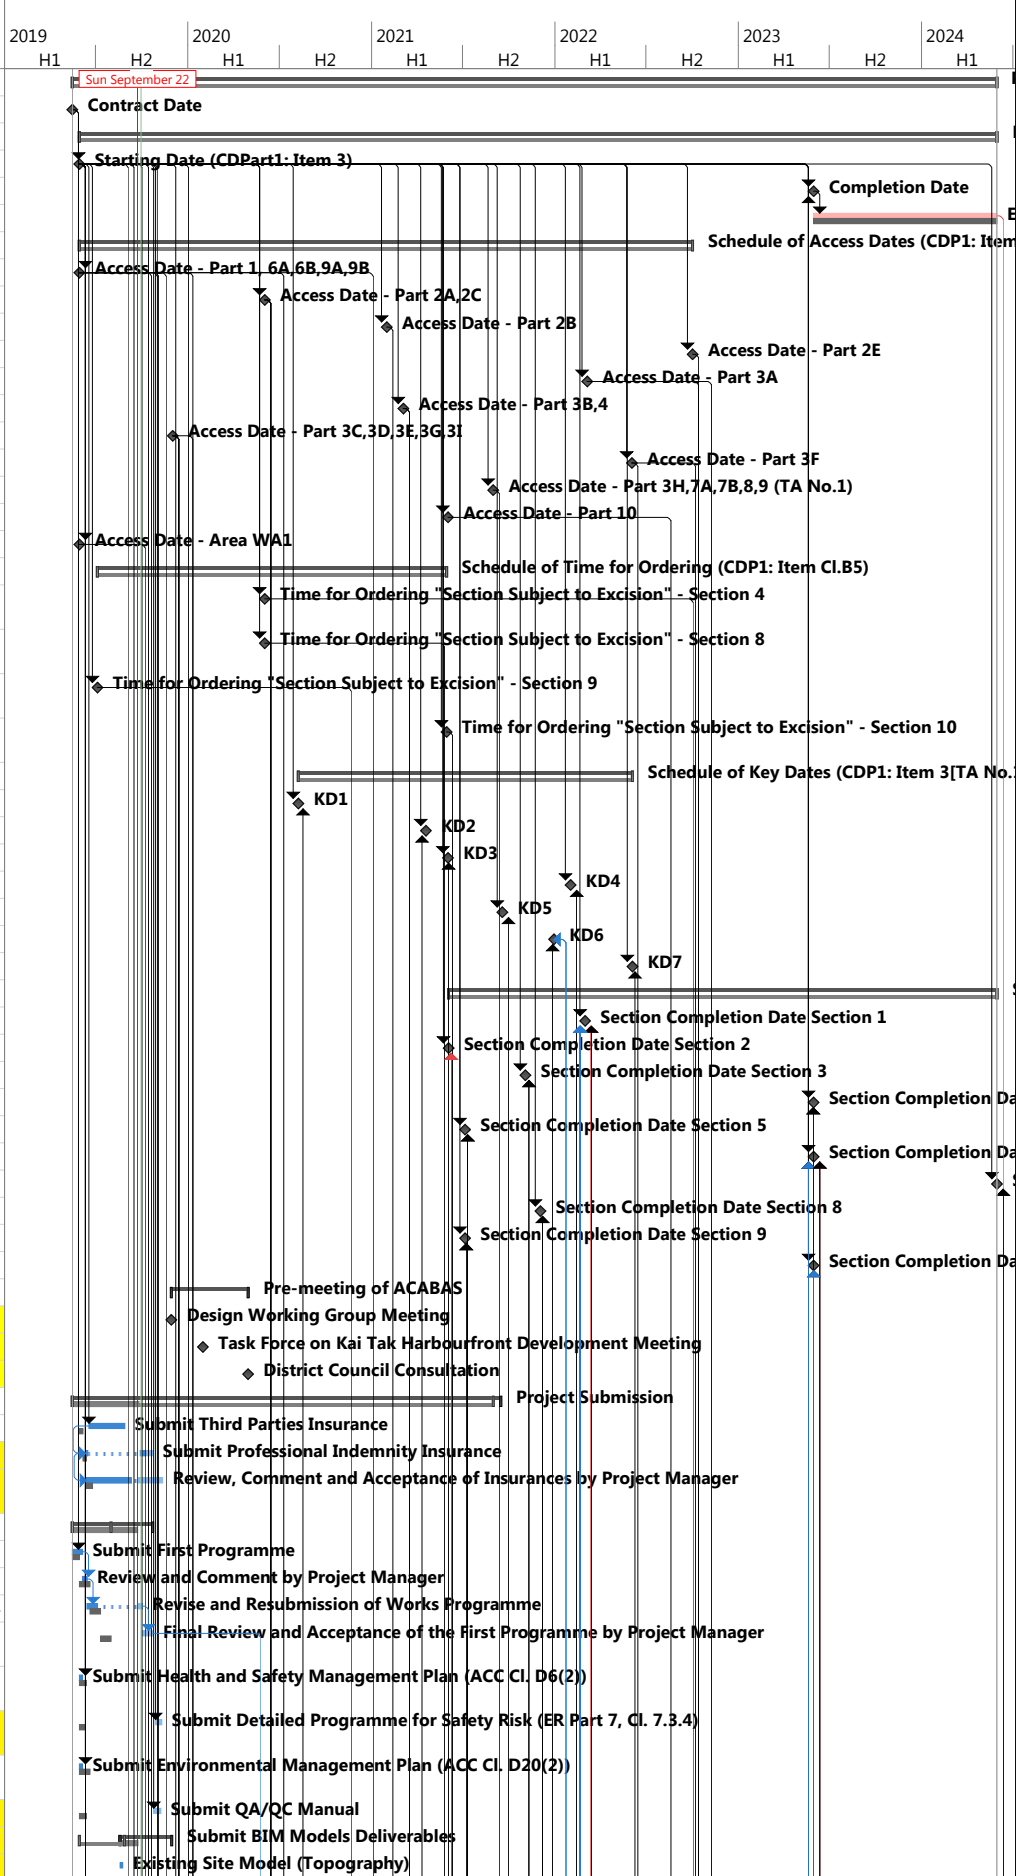 2019 2020 2021 2022 2023 2024
H1 H2 H1 H2 H1 H2 H1 H2 H1 H2 H1
Sun September 22
Contract Date
Starting Date (CDPart1: Item 3)
Completion Date
E
Schedule of Access Dates (CDP1: Item
Access Date - Part 1, 6A,6B,9A,9B
Access Date - Part 2A,2C
Access Date - Part 2B
Access Date - Part 2E
Access Date - Part 3A
Access Date - Part 3B,4
Access Date - Part 3C,3D,3E,3G,3I
Access Date - Part 3F
Access Date - Part 3H,7A,7B,8,9 (TA No.1)
Access Date - Part 10
Access Date - Area WA1
Schedule of Time for Ordering (CDP1: Item Cl.B5)
Time for Ordering "Section Subject to Excision" - Section 4
Time for Ordering "Section Subject to Excision" - Section 8
Time for Ordering "Section Subject to Excision" - Section 9
Time for Ordering "Section Subject to Excision" - Section 10
Schedule of Key Dates (CDP1: Item 3[TA No.
KD1
KD2
KD3
KD4
KD5
KD6
KD7
Section Completion Date Section 1
Section Completion Date Section 2
Section Completion Date Section 3
Section Completion Da
Section Completion Date Section 5
Section Completion Da
Section Completion Date Section 8
Section Completion Date Section 9
Section Completion Da
Pre-meeting of ACABAS
Design Working Group Meeting
Task Force on Kai Tak Harbourfront Development Meeting
District Council Consultation
Project Submission
Submit Third Parties Insurance
Submit Professional Indemnity Insurance
Review, Comment and Acceptance of Insurances by Project Manager
Submit First Programme
Review and Comment by Project Manager
Revise and Resubmission of Works Programme
Final Review and Acceptance of the First Programme by Project Manager
Submit Health and Safety Management Plan (ACC Cl. D6(2))
Submit Detailed Programme for Safety Risk (ER Part 7, Cl. 7.3.4)
Submit Environmental Management Plan (ACC Cl. D20(2))
Submit QA/QC Manual
Submit BIM Models Deliverables
Existing Site Model (Topography)